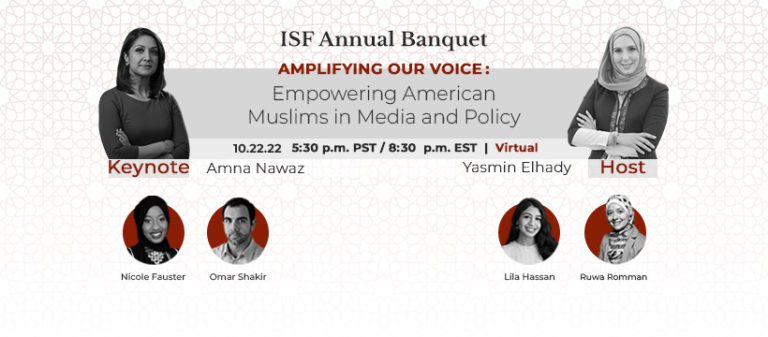 ISF Annual Banquet
AMPLIFYING OUR VOICE:
Empowering American
Muslims in Media and Policy
10.22.22 5:30 p.m. PST / 8:30 p.m. EST | Virtual
Keynote Amna Nawaz
Yasmin Elhady Host
Nicole Fauster
Omar Shakir
Lila Hassan
Ruwa Romman